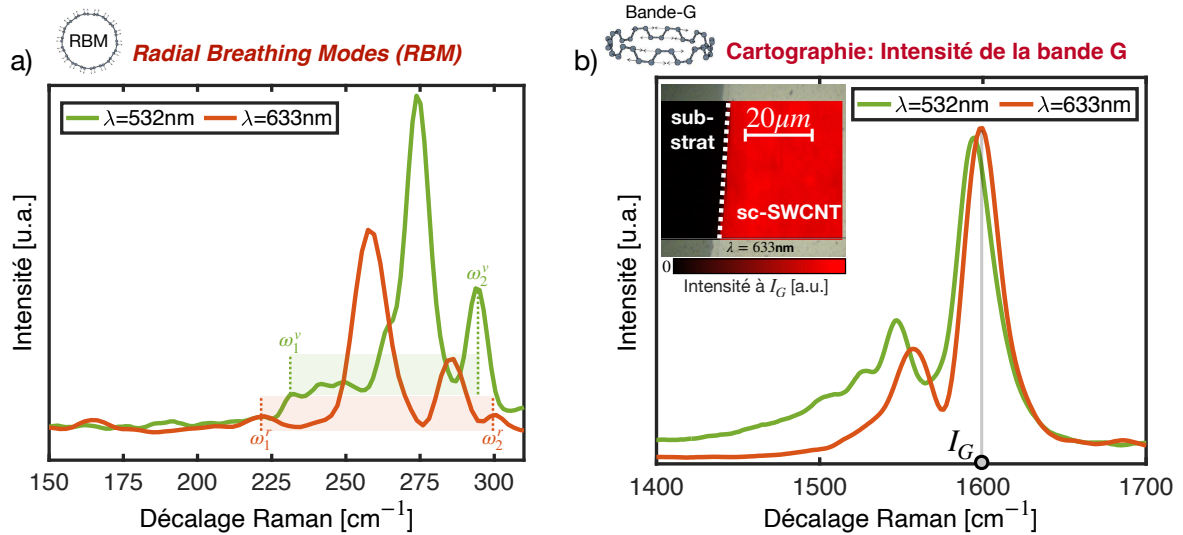 a)
RBM
Radial Breathing Modes (RBM)
λ=532nm
λ=633nm
ω₁ᵛ
ω₂ᵛ
ω₁ʳ
ω₂ʳ
Intensité [u.a.]
150
175
200
225
250
275
300
Décalage Raman [cm⁻¹]
b)
Bande-G
Cartographie: Intensité de la bande G
λ=532nm
λ=633nm
sub-
strat
20μm
sc-SWCNT
λ = 633nm
0
Intensité à I_G [a.u.]
I_G
Intensité [u.a.]
1400
1500
1600
1700
Décalage Raman [cm⁻¹]